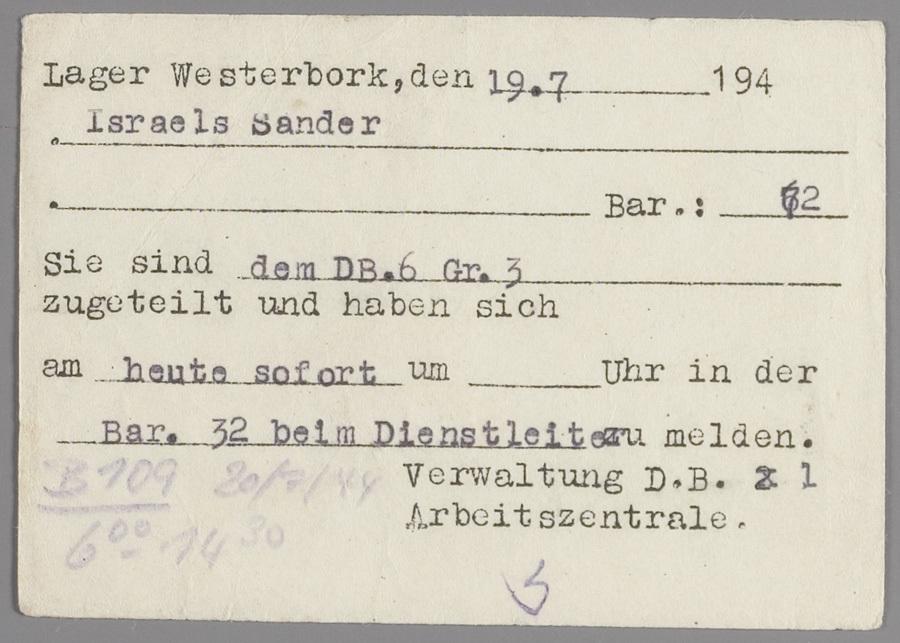 Lager Westerbork, den 19.7 194
Israels Sander
Bar.: 62
Sie sind dem DB.6 Gr. 3
zugeteilt und haben sich
am heute sofort um Uhr in der
Bar. 32 beim Dienstleiter zu melden.
B 109 20/7/44 Verwaltung D.B. 1
6⁰⁰ - 14³⁰ Arbeitszentrale.